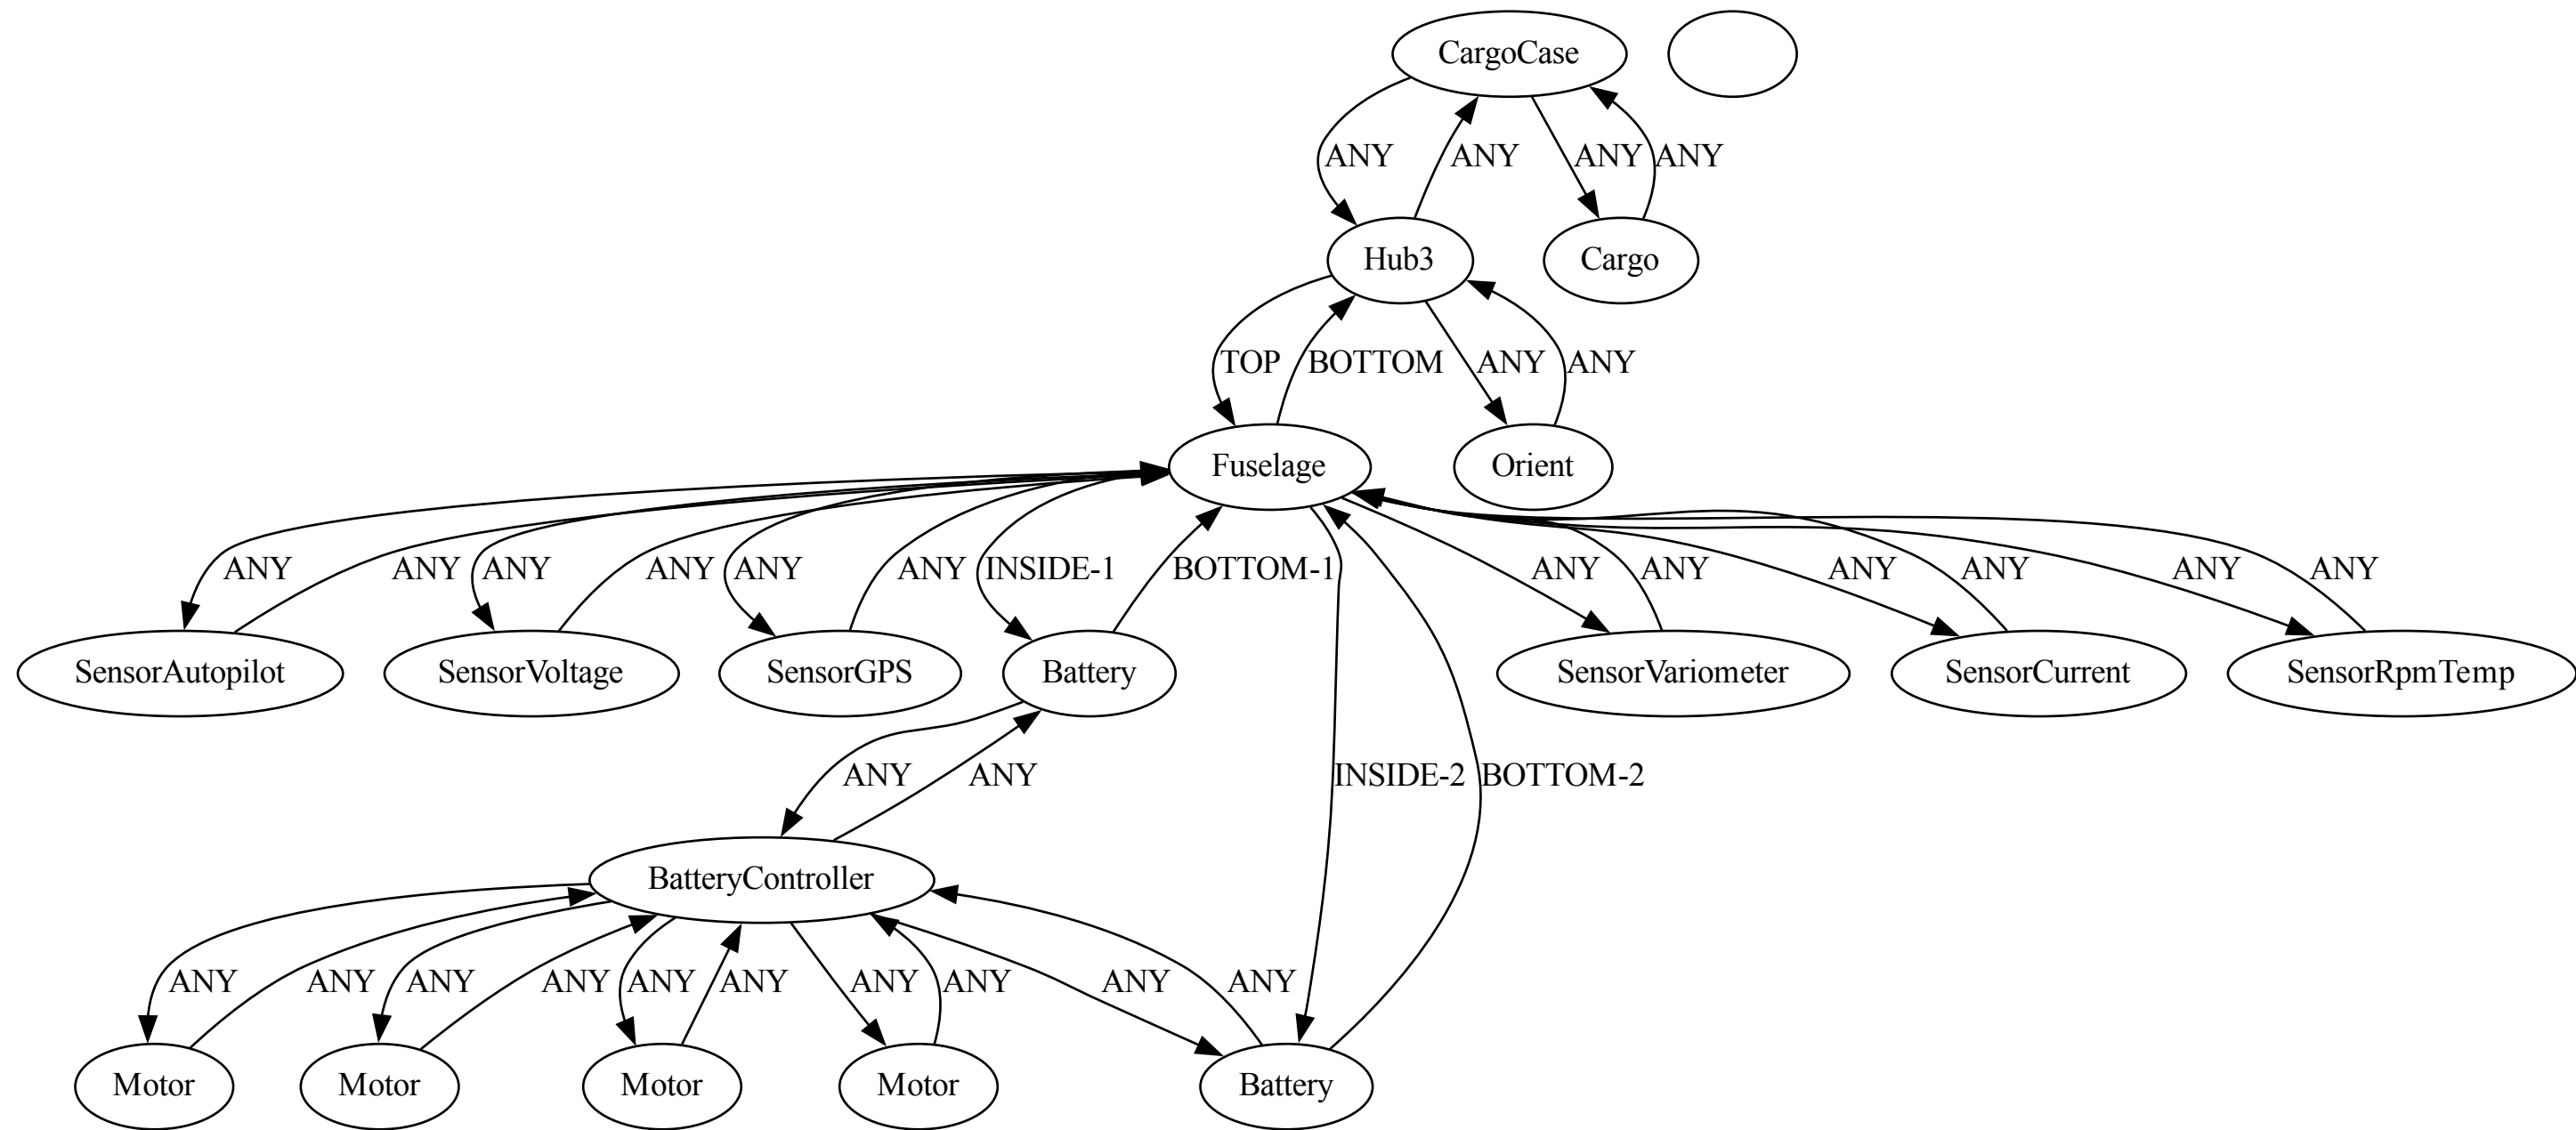 CargoCase
ANY
ANY
ANY
ANY
Hub3
Cargo
TOP
BOTTOM
ANY
ANY
Fuselage
Orient
ANY
ANY
ANY
ANY
ANY
ANY
INSIDE-1
BOTTOM-1
ANY
ANY
ANY
ANY
ANY
ANY
SensorAutopilot
SensorVoltage
SensorGPS
Battery
SensorVariometer
SensorCurrent
SensorRpmTemp
ANY
ANY
INSIDE-2
BOTTOM-2
BatteryController
ANY
ANY
ANY
ANY
ANY
ANY
ANY
ANY
ANY
ANY
Motor
Motor
Motor
Motor
Battery